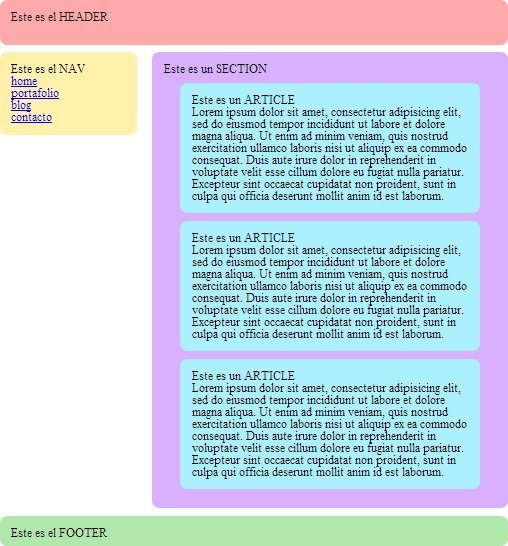 Este es el HEADER
Este es el NAV
home
portafolio
blog
contacto
Este es un SECTION
Este es un ARTICLE
Lorem ipsum dolor sit amet, consectetur adipisicing elit,
sed do eiusmod tempor incididunt ut labore et dolore
magna aliqua. Ut enim ad minim veniam, quis nostrud
exercitation ullamco laboris nisi ut aliquip ex ea commodo
consequat. Duis aute irure dolor in reprehenderit in
voluptate velit esse cillum dolore eu fugiat nulla pariatur.
Excepteur sint occaecat cupidatat non proident, sunt in
culpa qui officia deserunt mollit anim id est laborum.
Este es un ARTICLE
Lorem ipsum dolor sit amet, consectetur adipisicing elit,
sed do eiusmod tempor incididunt ut labore et dolore
magna aliqua. Ut enim ad minim veniam, quis nostrud
exercitation ullamco laboris nisi ut aliquip ex ea commodo
consequat. Duis aute irure dolor in reprehenderit in
voluptate velit esse cillum dolore eu fugiat nulla pariatur.
Excepteur sint occaecat cupidatat non proident, sunt in
culpa qui officia deserunt mollit anim id est laborum.
Este es un ARTICLE
Lorem ipsum dolor sit amet, consectetur adipisicing elit,
sed do eiusmod tempor incididunt ut labore et dolore
magna aliqua. Ut enim ad minim veniam, quis nostrud
exercitation ullamco laboris nisi ut aliquip ex ea commodo
consequat. Duis aute irure dolor in reprehenderit in
voluptate velit esse cillum dolore eu fugiat nulla pariatur.
Excepteur sint occaecat cupidatat non proident, sunt in
culpa qui officia deserunt mollit anim id est laborum.
Este es el FOOTER